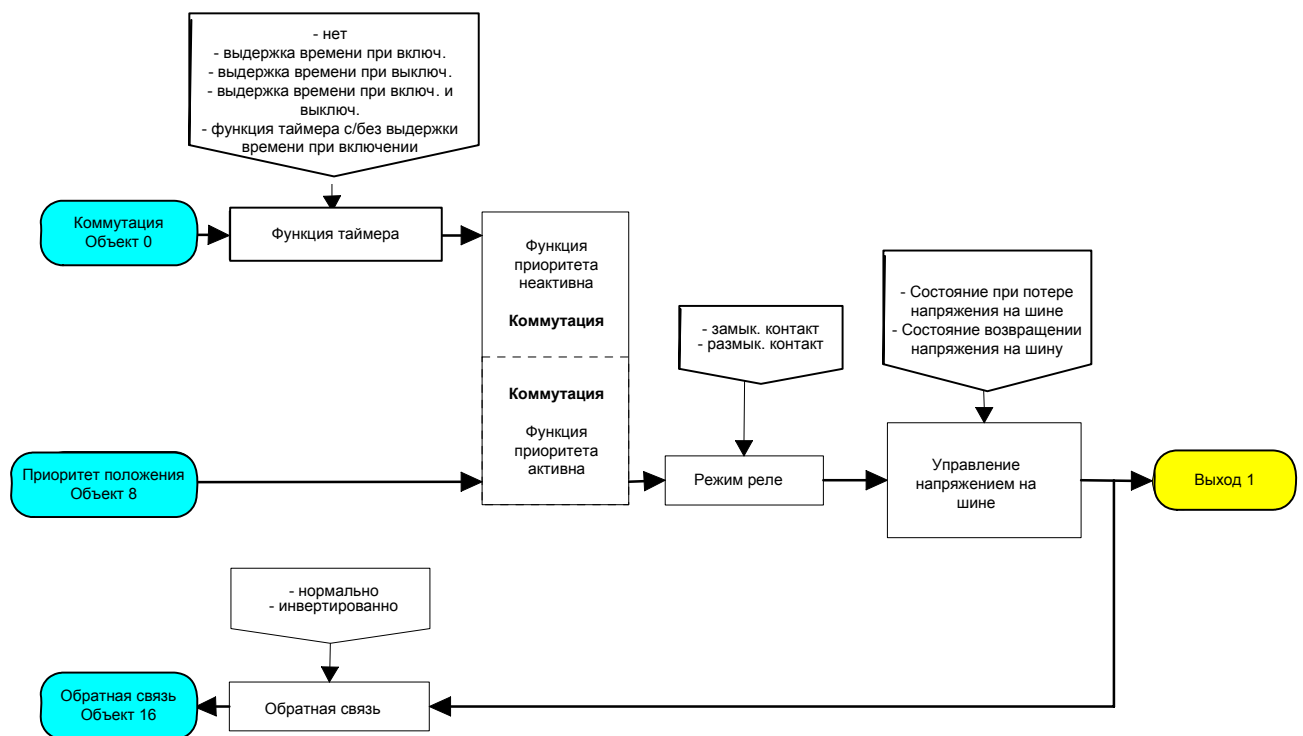 - нет
- выдержка времени при включ.
- выдержка времени при выключ.
- выдержка времени при включ. и
выключ.
- функция таймера с/без выдержки
времени при включении
Коммутация
Объект 0
Функция таймера
Функция
приоритета
неактивна
Коммутация
Коммутация
Функция
приоритета
активна
- замык. контакт
- размык. контакт
- Состояние при потере
напряжения на шине
- Состояние возвращении
напряжения на шину
Приоритет положения
Объект 8
Режим реле
Управление
напряжением на
шине
Выход 1
- нормально
- инвертированно
Обратная связь
Объект 16
Обратная связь